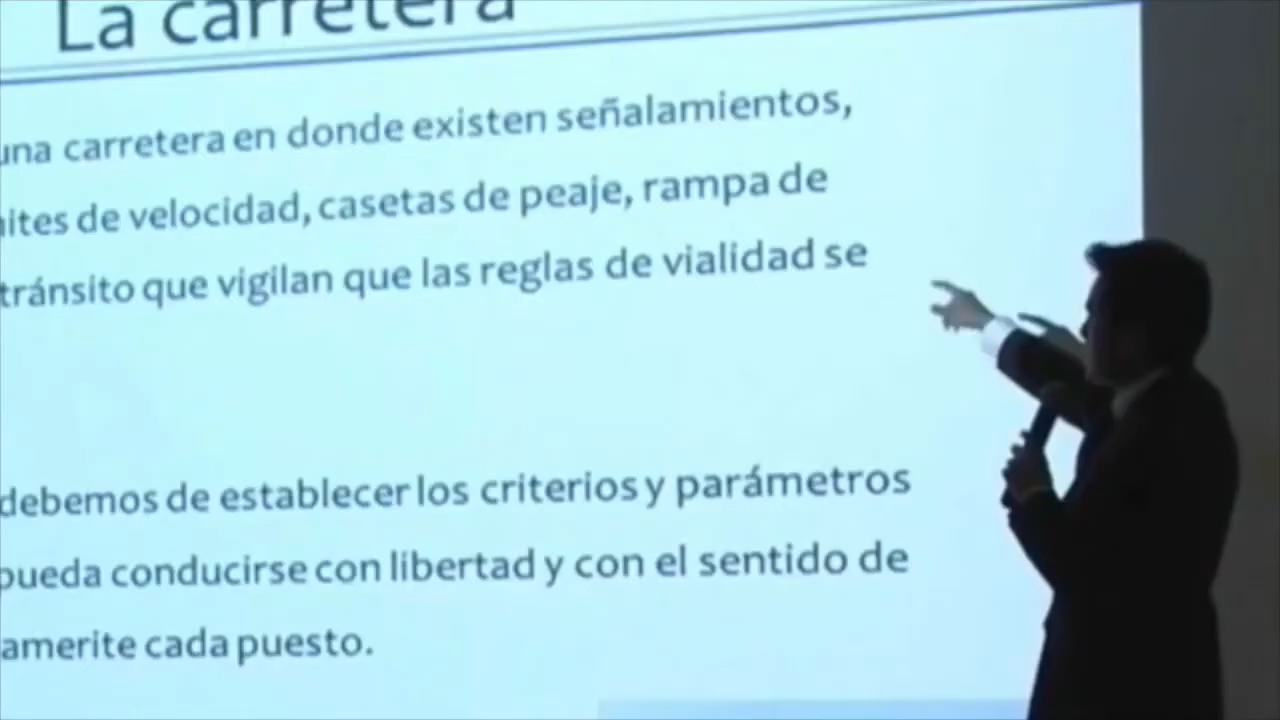 La carretera
una carretera en donde existen señalamientos,
de velocidad, casetas de peaje, rampa de
tránsito que vigilan que las reglas de vialidad se
debemos de establecer los criterios y parámetros
pueda conducirse con libertad y con el sentido de
amerite cada puesto.